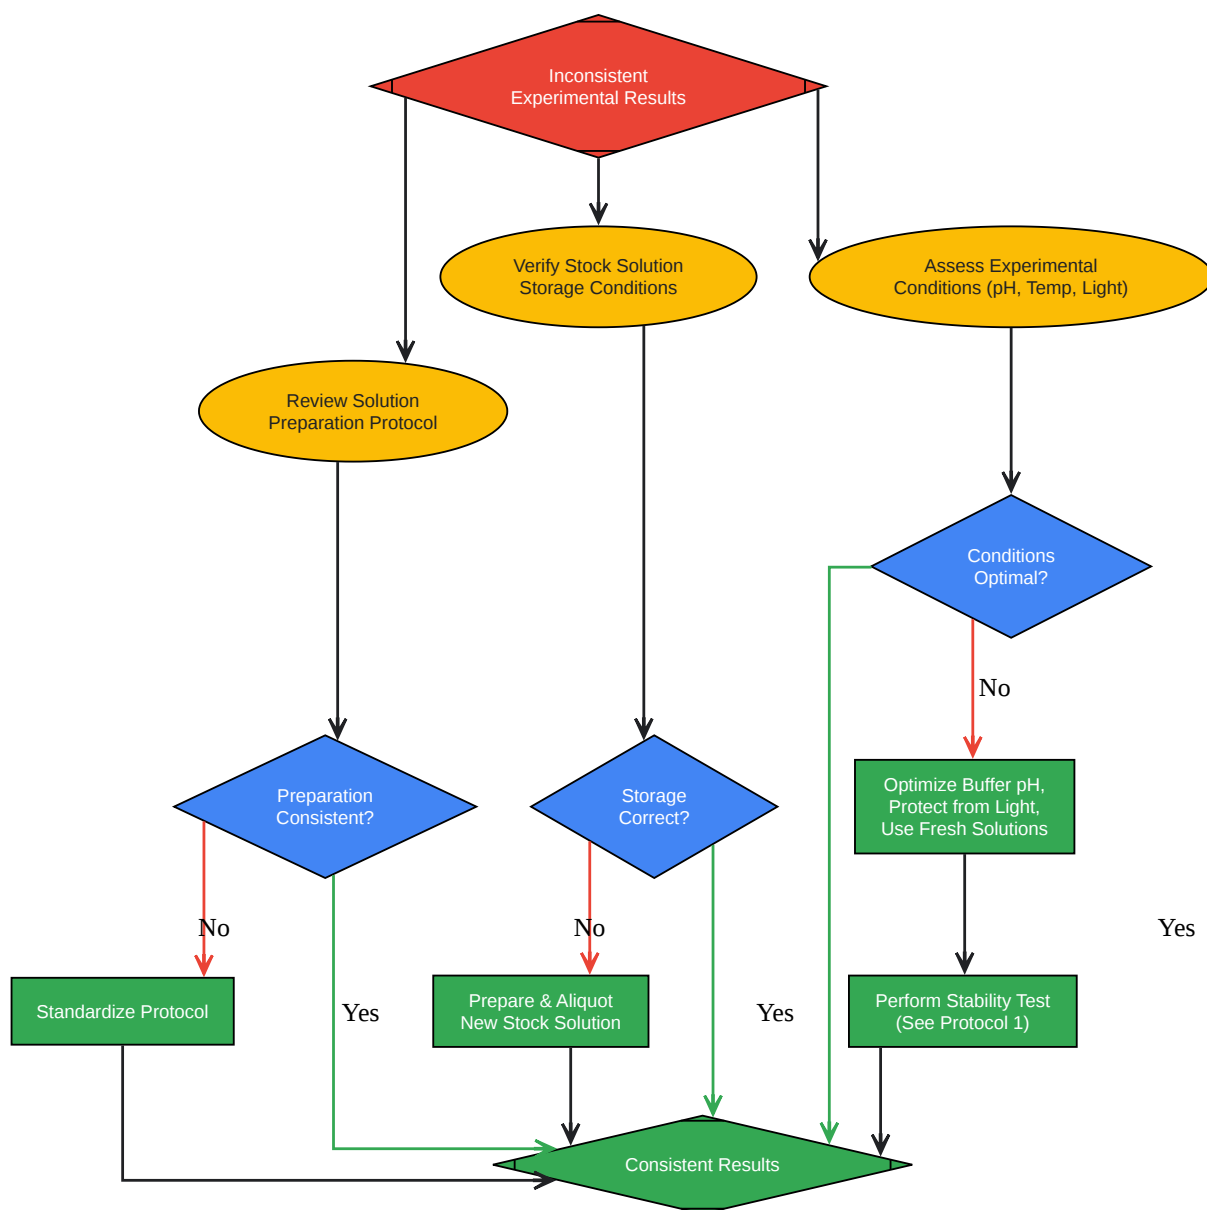 Inconsistent
Experimental Results
Verify Stock Solution
Storage Conditions
Assess Experimental
Conditions (pH, Temp, Light)
Review Solution
Preparation Protocol
Conditions
Optimal?
No
Preparation
Consistent?
Storage
Correct?
Optimize Buffer pH,
Protect from Light,
Use Fresh Solutions
No
No
Yes
Standardize Protocol
Yes
Prepare & Aliquot
New Stock Solution
Yes
Perform Stability Test
(See Protocol 1)
Consistent Results